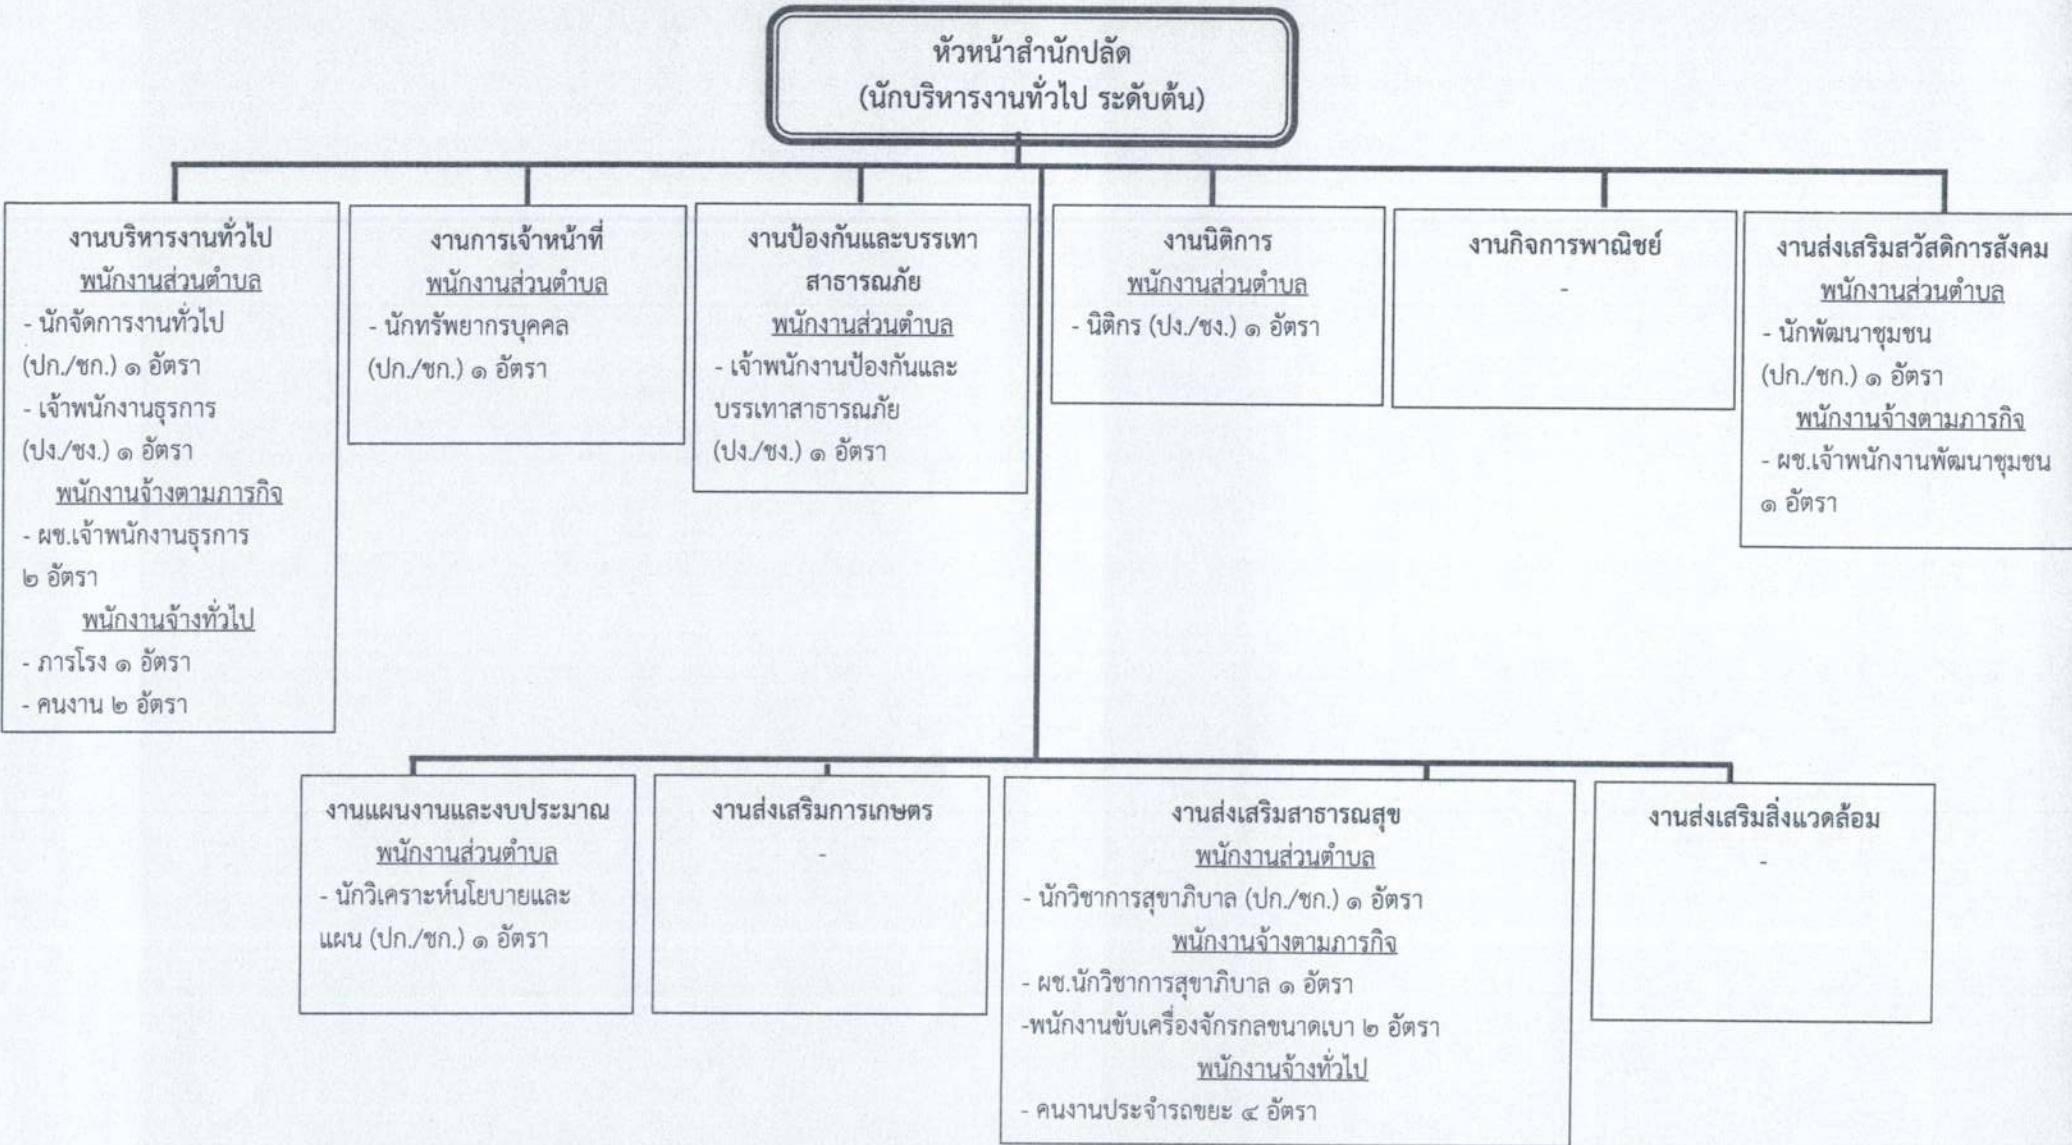 หัวหน้าสำนักปลัด
(นักบริหารงานทั่วไป ระดับต้น)
งานบริหารงานทั่วไป
พนักงานส่วนตำบล
- นักจัดการงานทั่วไป
(ปก./ชก.) ๑ อัตรา
- เจ้าพนักงานธุรการ
(ปง./ชง.) ๑ อัตรา
พนักงานจ้างตามภารกิจ
- ผช.เจ้าพนักงานธุรการ
๒ อัตรา
พนักงานจ้างทั่วไป
- ภารโรง ๑ อัตรา
- คนงาน ๒ อัตรา
งานการเจ้าหน้าที่
พนักงานส่วนตำบล
- นักทรัพยากรบุคคล
(ปก./ชก.) ๑ อัตรา
งานป้องกันและบรรเทา
สาธารณภัย
พนักงานส่วนตำบล
- เจ้าพนักงานป้องกันและ
บรรเทาสาธารณภัย
(ปง./ชง.) ๑ อัตรา
งานนิติการ
พนักงานส่วนตำบล
- นิติกร (ปง./ชง.) ๑ อัตรา
งานกิจการพาณิชย์
-
งานส่งเสริมสวัสดิการสังคม
พนักงานส่วนตำบล
- นักพัฒนาชุมชน
(ปก./ชก.) ๑ อัตรา
พนักงานจ้างตามภารกิจ
- ผช.เจ้าพนักงานพัฒนาชุมชน
๑ อัตรา
งานแผนงานและงบประมาณ
พนักงานส่วนตำบล
- นักวิเคราะห์นโยบายและ
แผน (ปก./ชก.) ๑ อัตรา
งานส่งเสริมการเกษตร
-
งานส่งเสริมสาธารณสุข
พนักงานส่วนตำบล
- นักวิชาการสุขาภิบาล (ปก./ชก.) ๑ อัตรา
พนักงานจ้างตามภารกิจ
- ผช.นักวิชาการสุขาภิบาล ๑ อัตรา
-พนักงานขับเครื่องจักรกลขนาดเบา ๒ อัตรา
พนักงานจ้างทั่วไป
- คนงานประจำรถขยะ ๔ อัตรา
งานส่งเสริมสิ่งแวดล้อม
-